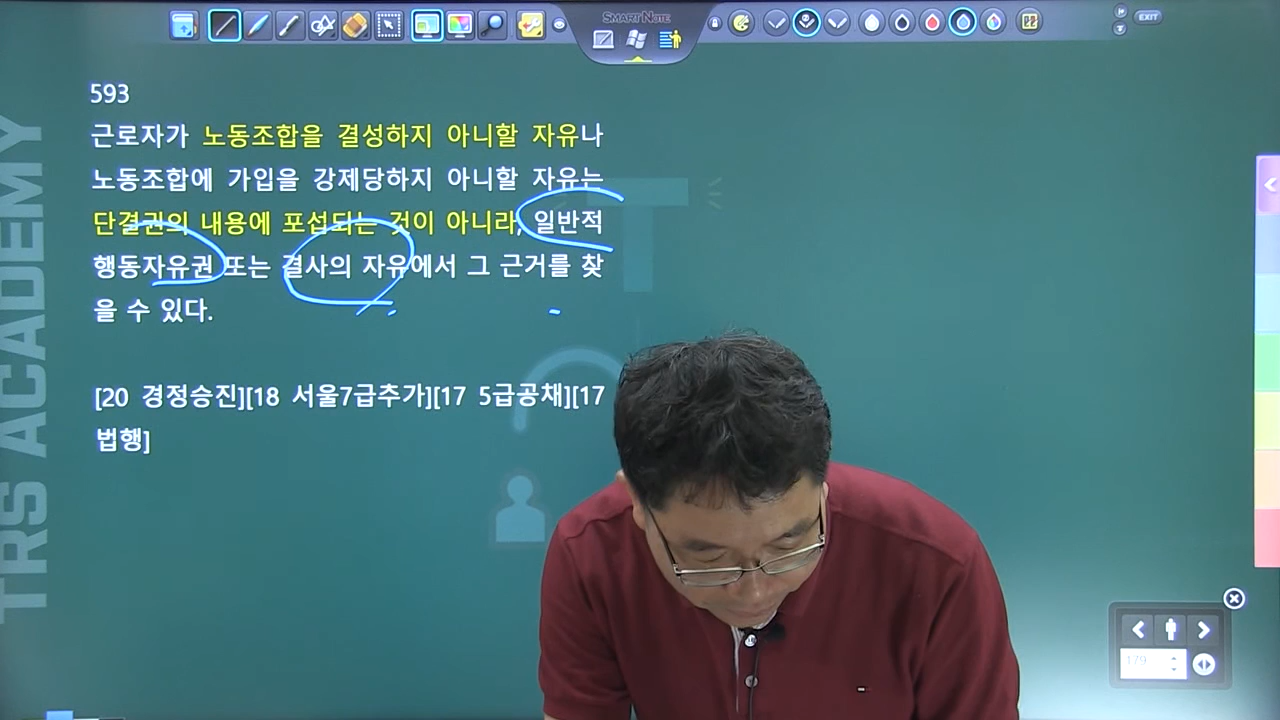 SMART NOTE
EXIT
593
근로자가 노동조합을 결성하지 아니할 자유나
노동조합에 가입을 강제당하지 아니할 자유는
단결권의 내용에 포섭되는 것이 아니라, 일반적
행동자유권 또는 결사의 자유에서 그 근거를 찾
을 수 있다.
[20 경정승진][18 서울7급추가][17 5급공채][17
법행]
TRS ACADEMY
179